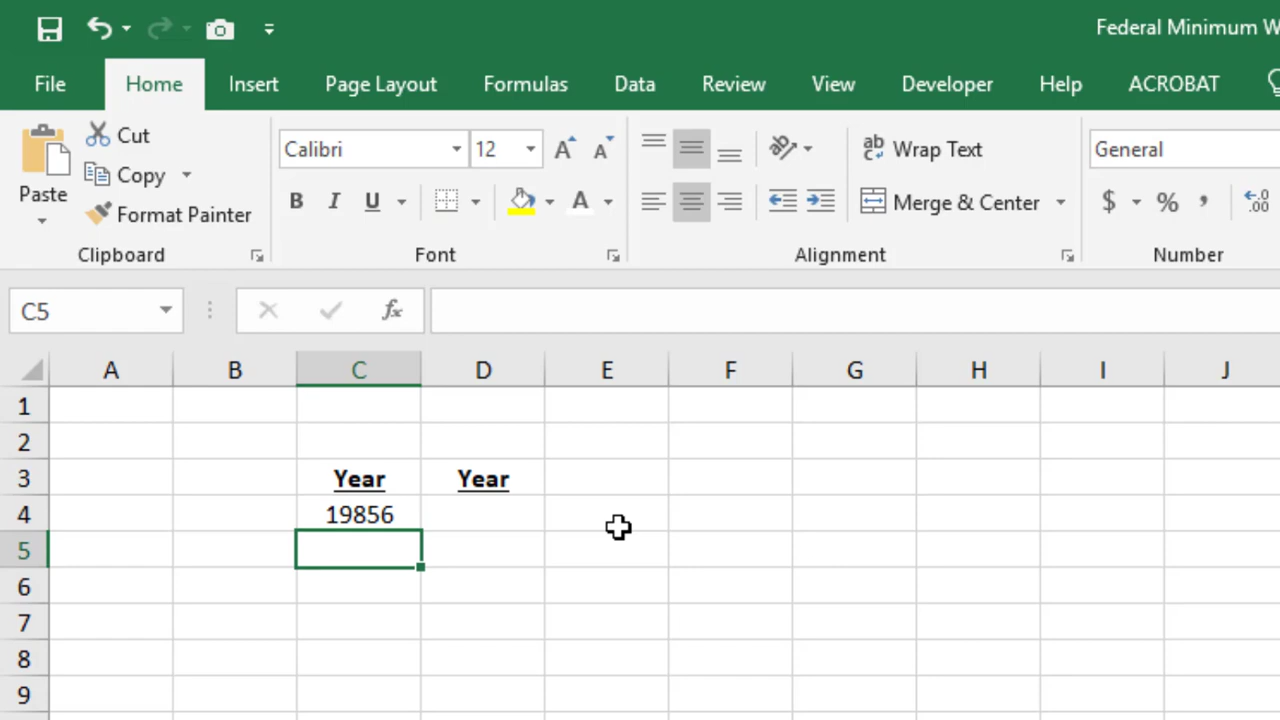 Federal Minimum W
File Home Insert Page Layout Formulas Data Review View Developer Help ACROBAT
Paste Cut Calibri 12 A A ab c Wrap Text General
Copy
Format Painter B I U A Merge & Center $ % , .00
Clipboard Font Alignment Number
C5 fx
A B C D E F G H I J
1
2
3 Year Year
4 19856
5
6
7
8
9